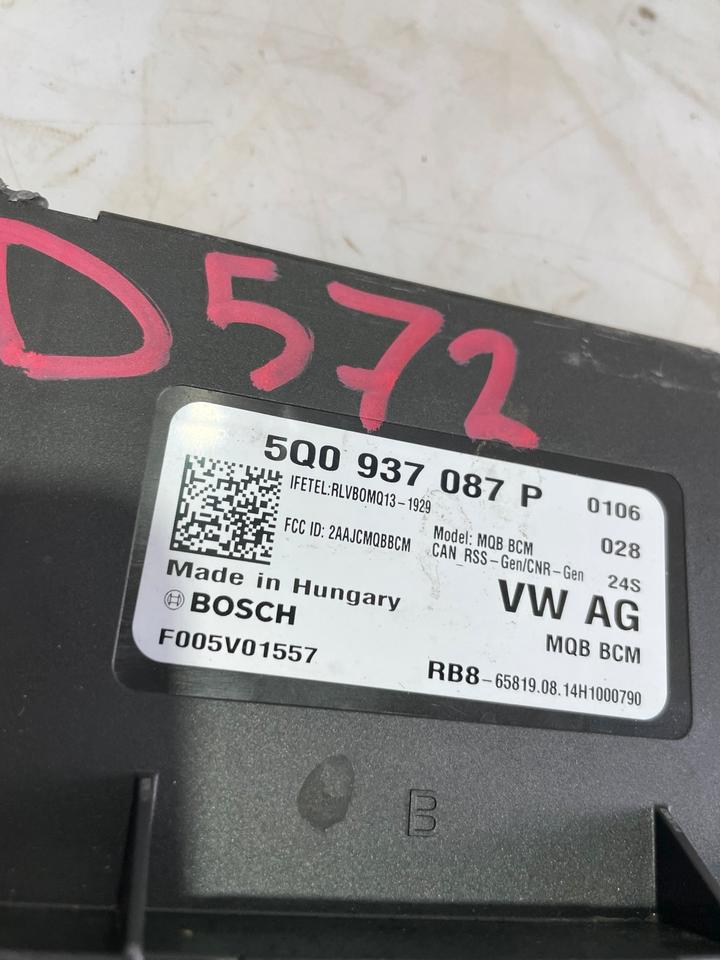 D572
5Q0 937 087 P 0106
IFETEL:RLVBOMQ13-1929
FCC ID: 2AAJCMQBBCM
Model: MQB BCM 028
CAN_RSS-Gen/CNR-Gen 24S
Made in Hungary
VW AG
BOSCH
MQB BCM
F005V01557
RB8-65819.08.14H1000790
B